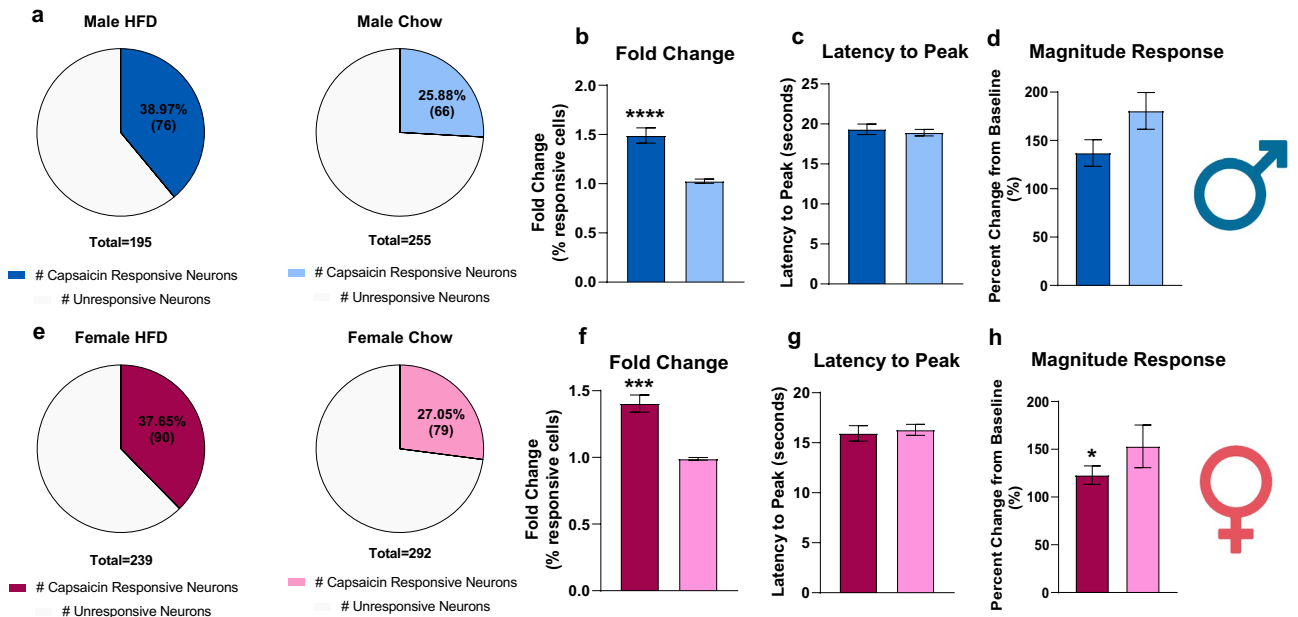 a
Male HFD
38.97%
(76)
Total=195
# Capsaicin Responsive Neurons
# Unresponsive Neurons
Male Chow
25.88%
(66)
Total=255
# Capsaicin Responsive Neurons
# Unresponsive Neurons
b
Fold Change
Fold Change
(% responsive cells)
2.0
1.5
1.0
0.5
0.0
****
c
Latency to Peak
Latency to Peak (seconds)
25
20
15
10
5
0
d
Magnitude Response
Percent Change from Baseline
(%)
200
150
100
50
0
e
Female HFD
37.65%
(90)
Total=239
# Capsaicin Responsive Neurons
# Unresponsive Neurons
Female Chow
27.05%
(79)
Total=292
# Capsaicin Responsive Neurons
# Unresponsive Neurons
f
Fold Change
Fold Change
(% responsive cells)
1.5
1.0
0.5
0.0
***
g
Latency to Peak
Latency to Peak (seconds)
20
15
10
5
0
h
Magnitude Response
Percent Change from Baseline
(%)
200
150
100
50
0
*